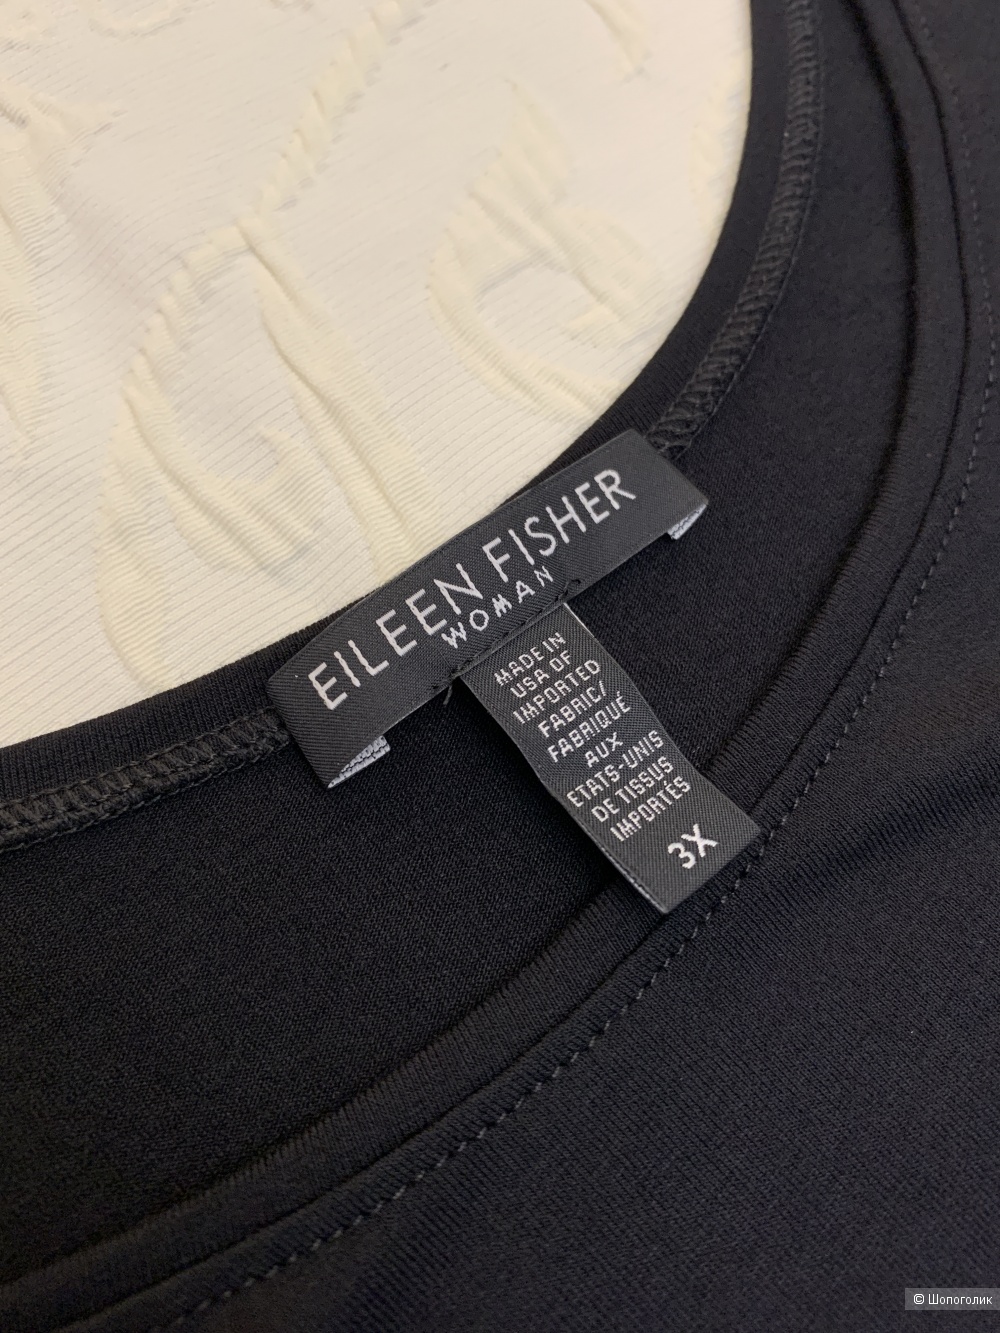 EILEEN FISHER
WOMAN
MADE IN
USA OF
IMPORTED
FABRIC/
FABRIQUÉ
AUX
ETATS-UNIS
DE TISSUS
IMPORTÉS
3X
© Шопоголик